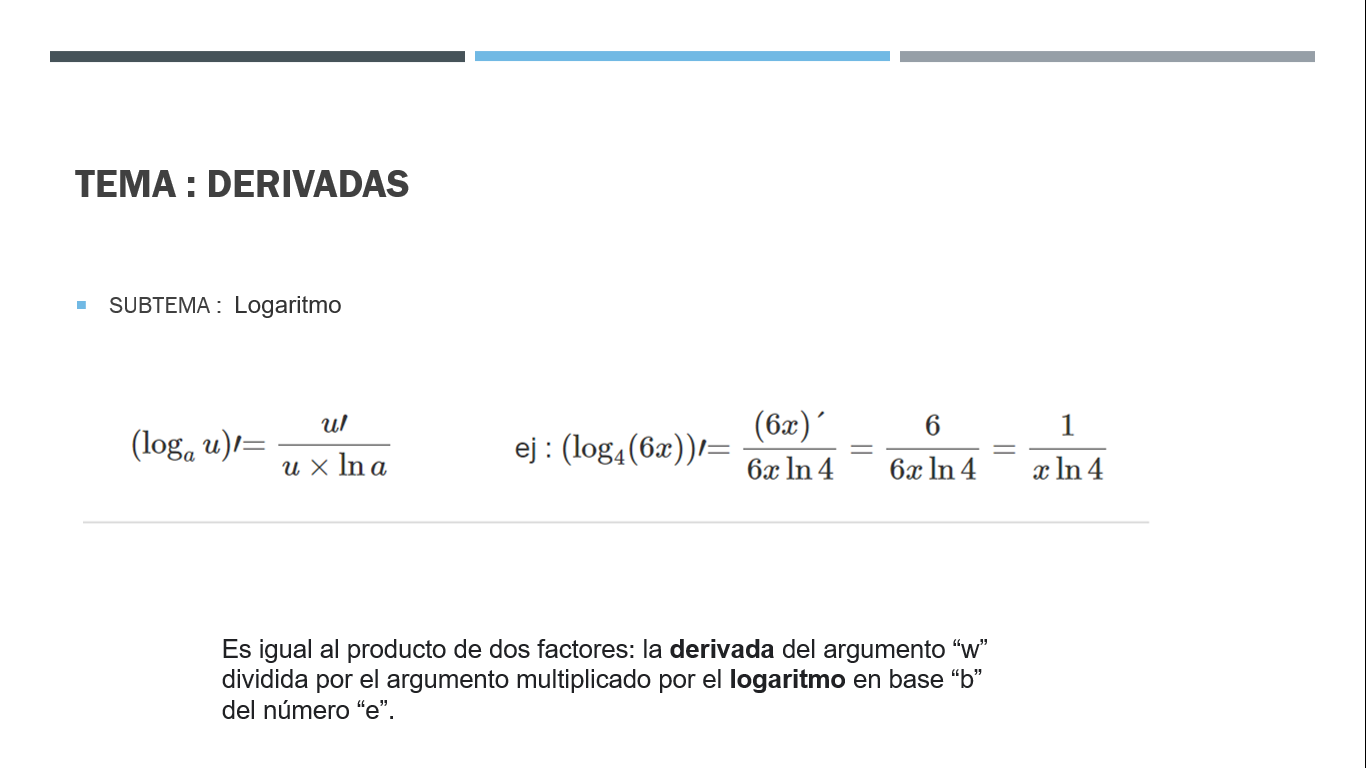 TEMA : DERIVADAS
SUBTEMA : Logaritmo
(logₐ u)′= u′ / u × ln a
ej : (log₄(6x))′= (6x)´ / 6x ln 4 = 6 / 6x ln 4 = 1 / x ln 4
Es igual al producto de dos factores: la derivada del argumento “w”
dividida por el argumento multiplicado por el logaritmo en base “b”
del número “e”.